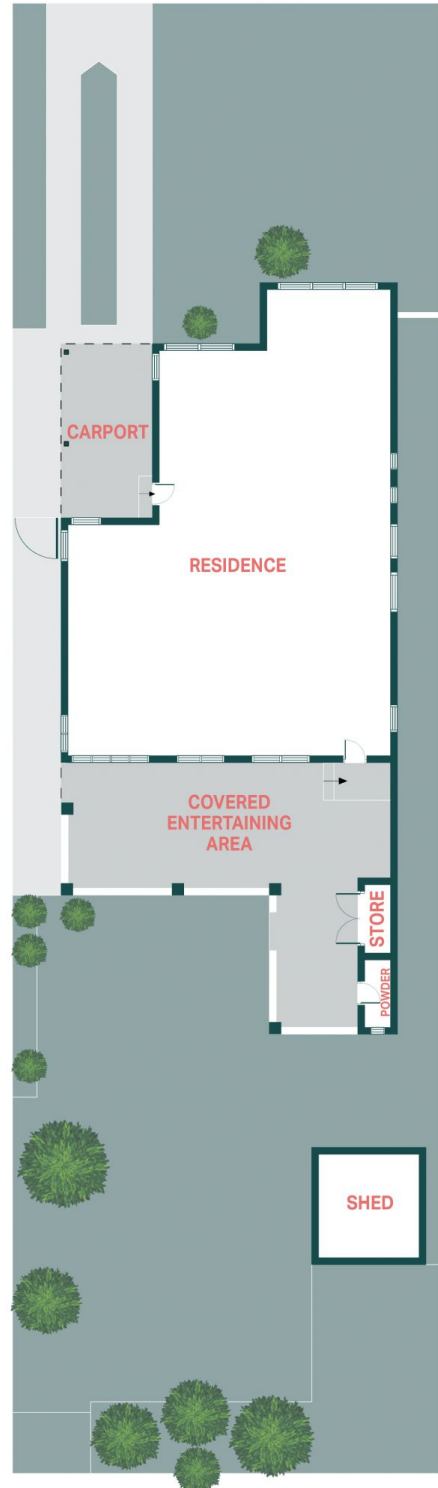 CARPORT
RESIDENCE
COVERED
ENTERTAINING
AREA
STORE
POWDER
SHED